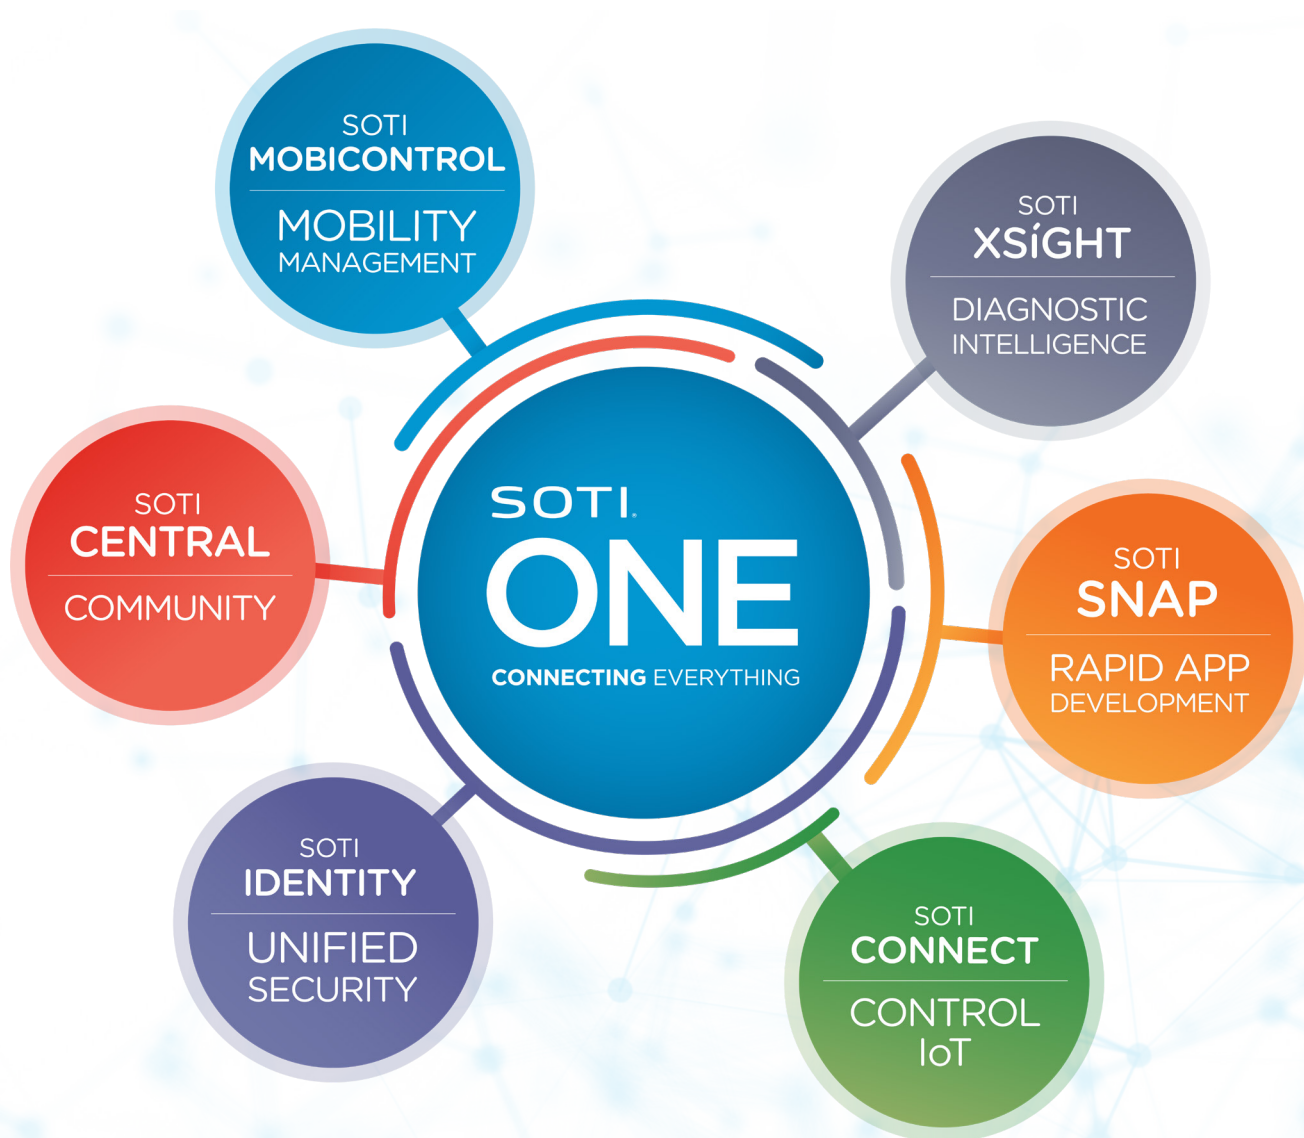 SOTI
MOBICONTROL
MOBILITY
MANAGEMENT
SOTI
XSíGHT
DIAGNOSTIC
INTELLIGENCE
SOTI
CENTRAL
COMMUNITY
SOTI.
ONE
CONNECTING EVERYTHING
SOTI
SNAP
RAPID APP
DEVELOPMENT
SOTI
IDENTITY
UNIFIED
SECURITY
SOTI
CONNECT
CONTROL
IoT